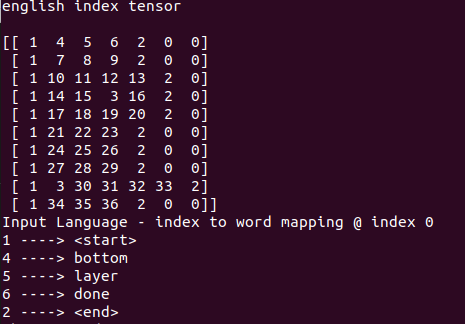 english index tensor
[[ 1  4  5  6  2  0  0]
 [ 1  7  8  9  2  0  0]
 [ 1 10 11 12 13  2  0]
 [ 1 14 15  3 16  2  0]
 [ 1 17 18 19 20  2  0]
 [ 1 21 22 23  2  0  0]
 [ 1 24 25 26  2  0  0]
 [ 1 27 28 29  2  0  0]
 [ 1  3 30 31 32 33  2]
 [ 1 34 35 36  2  0  0]]
Input Language - index to word mapping @ index 0
1 ----> <start>
4 ----> bottom
5 ----> layer
6 ----> done
2 ----> <end>